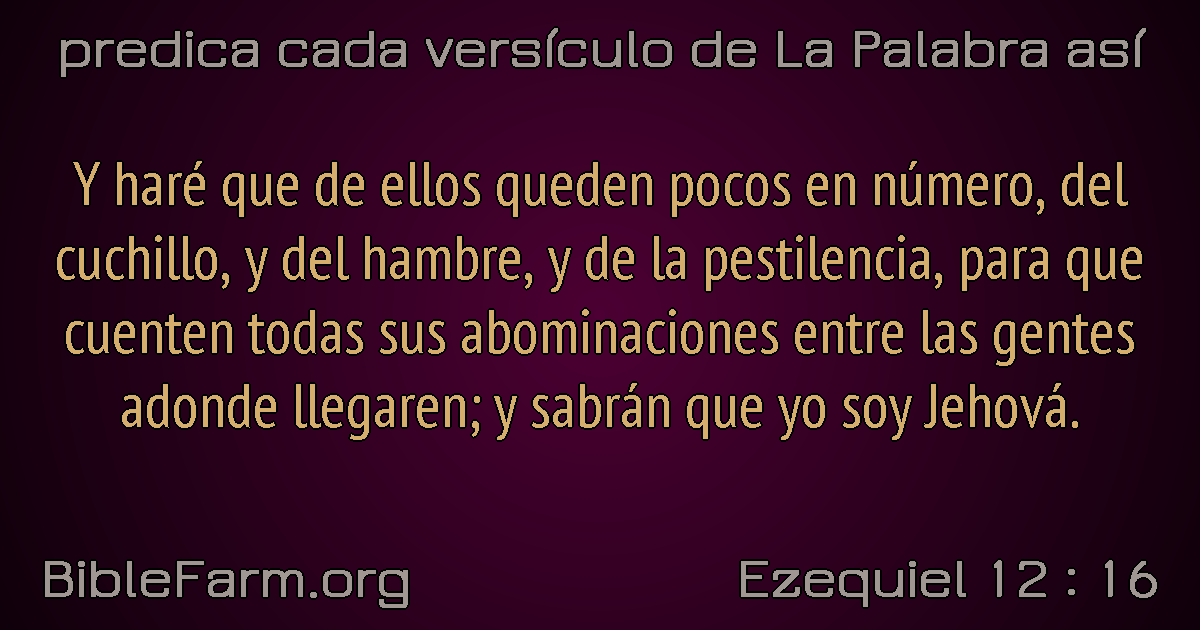 predica cada versículo de La Palabra así
Y haré que de ellos queden pocos en número, del
cuchillo, y del hambre, y de la pestilencia, para que
cuenten todas sus abominaciones entre las gentes
adonde llegaren; y sabrán que yo soy Jehová.
BibleFarm.org
Ezequiel 12 : 16